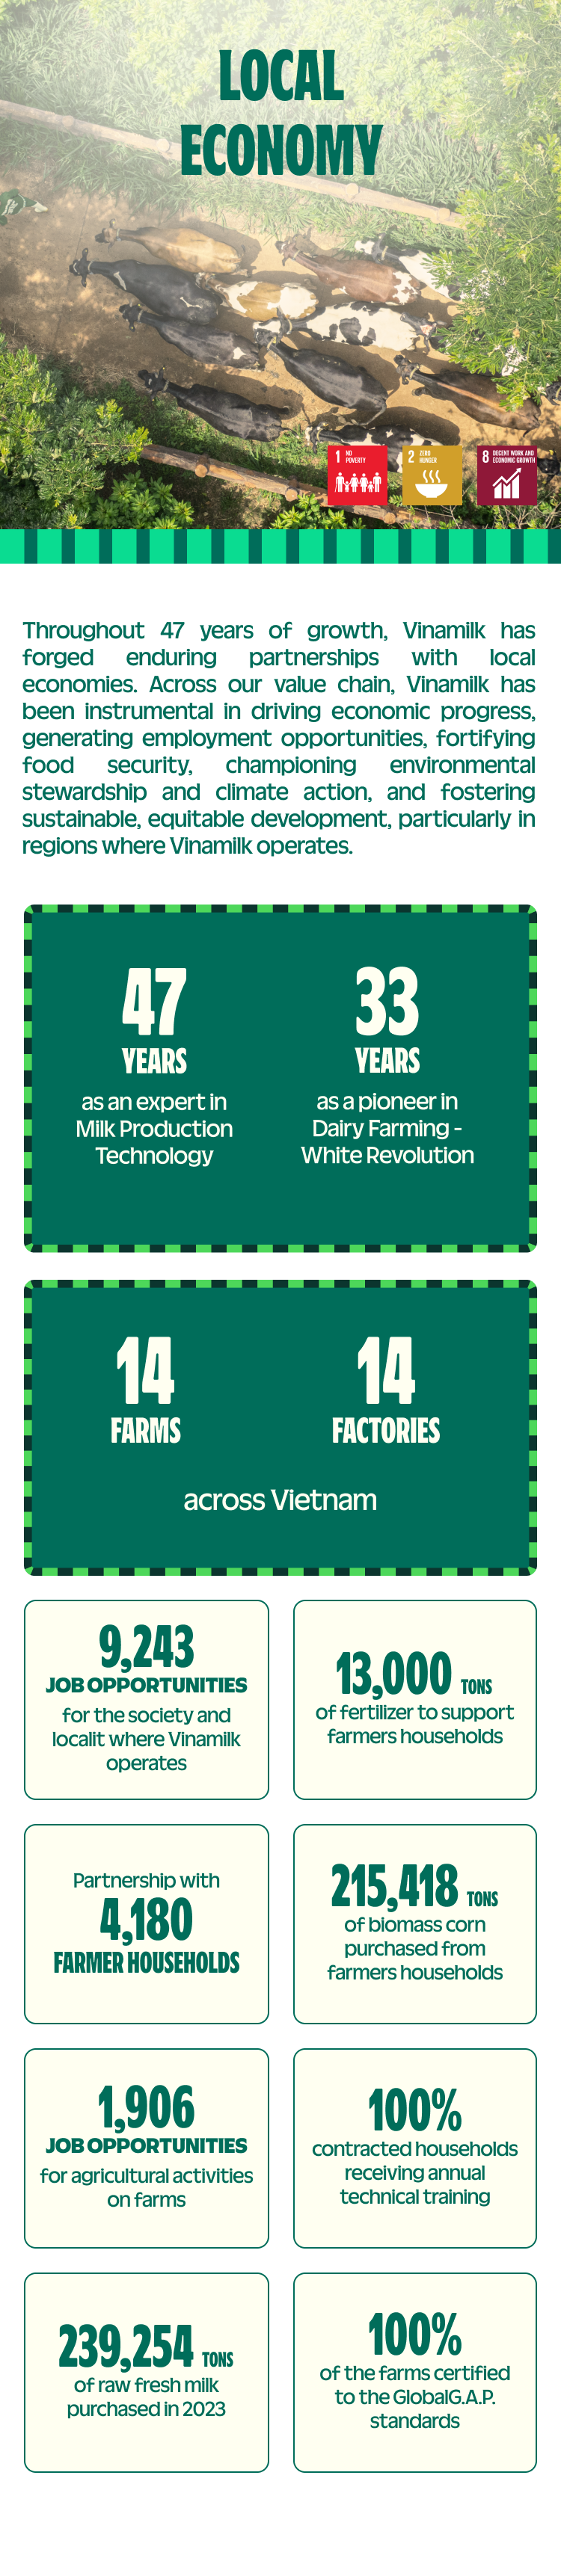 LOCAL
ECONOMY
1 NO
POVERTY
2 ZERO
HUNGER
8 DECENT WORK AND
ECONOMIC GROWTH
Throughout 47 years of growth, Vinamilk has
forged enduring partnerships with local
economies. Across our value chain, Vinamilk has
been instrumental in driving economic progress,
generating employment opportunities, fortifying
food security, championing environmental
stewardship and climate action, and fostering
sustainable, equitable development, particularly in
regions where Vinamilk operates.
47
YEARS
as an expert in
Milk Production
Technology
33
YEARS
as a pioneer in
Dairy Farming -
White Revolution
14
FARMS
14
FACTORIES
across Vietnam
9,243
JOB OPPORTUNITIES
for the society and
localit where Vinamilk
operates
13,000 TONS
of fertilizer to support
farmers households
Partnership with
4,180
FARMER HOUSEHOLDS
215,418 TONS
of biomass corn
purchased from
farmers households
1,906
JOB OPPORTUNITIES
for agricultural activities
on farms
100%
contracted households
receiving annual
technical training
239,254 TONS
of raw fresh milk
purchased in 2023
100%
of the farms certified
to the GlobalG.A.P.
standards